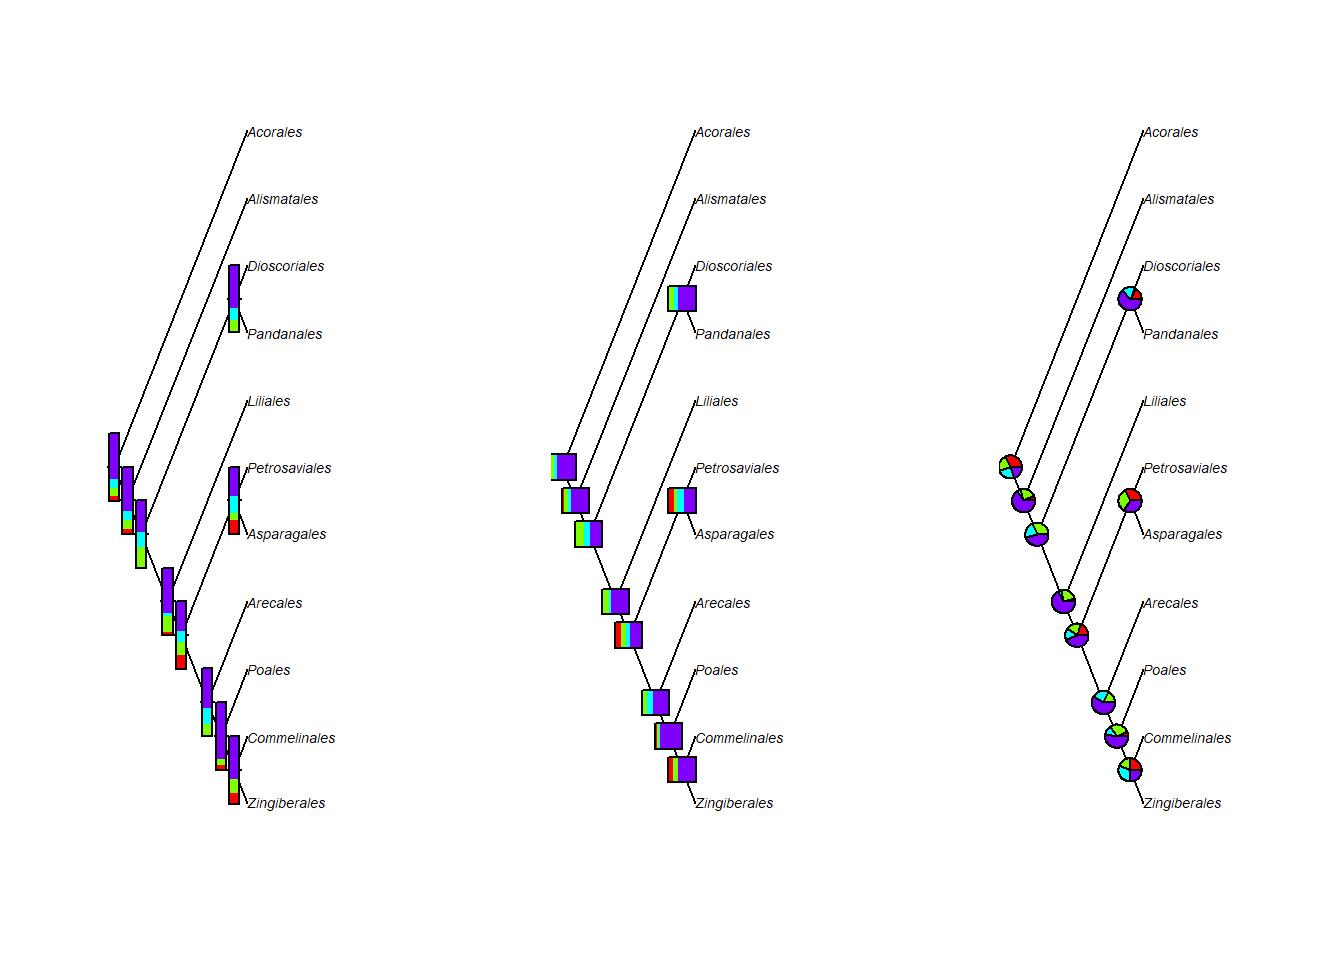 Acorales
Alismatales
Dioscoriales
Pandanales
Liliales
Petrosaviales
Asparagales
Arecales
Poales
Commelinales
Zingiberales
Acorales
Alismatales
Dioscoriales
Pandanales
Liliales
Petrosaviales
Asparagales
Arecales
Poales
Commelinales
Zingiberales
Acorales
Alismatales
Dioscoriales
Pandanales
Liliales
Petrosaviales
Asparagales
Arecales
Poales
Commelinales
Zingiberales